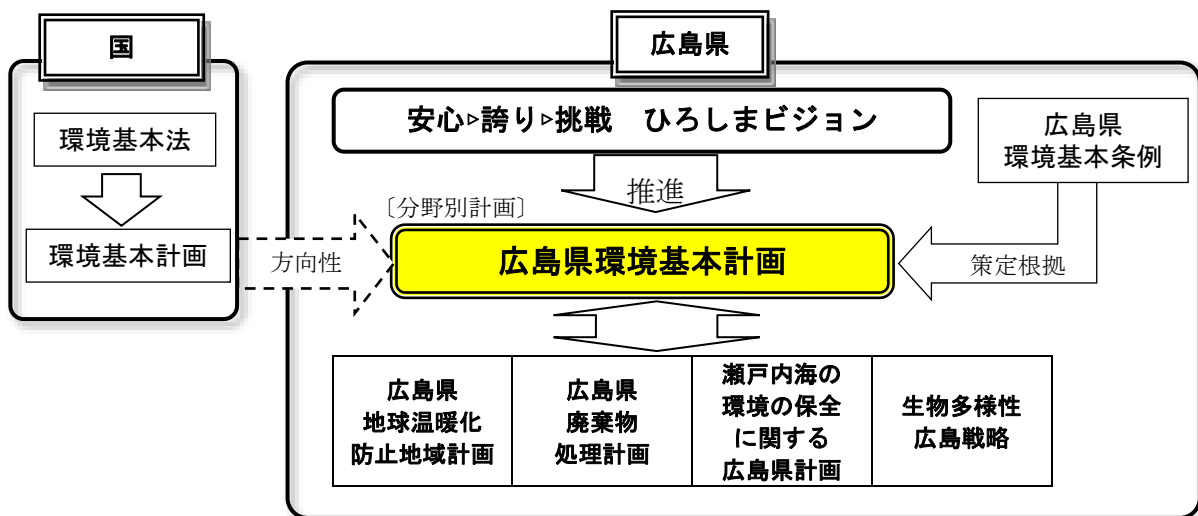 国
広島県
環境基本法
環境基本計画
安心▷誇り▷挑戦　ひろしまビジョン
広島県
環境基本条例
推進
〔分野別計画〕
方向性
広島県環境基本計画
策定根拠
広島県
地球温暖化
防止地域計画
広島県
廃棄物
処理計画
瀬戸内海の
環境の保全
に関する
広島県計画
生物多様性
広島戦略